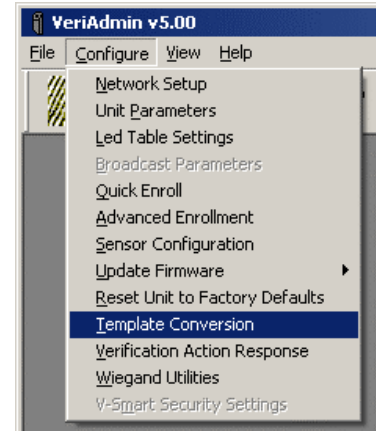 VeriAdmin v5.00
File Configure View Help
Network Setup
Unit Parameters
Led Table Settings
Broadcast Parameters
Quick Enroll
Advanced Enrollment
Sensor Configuration
Update Firmware
Reset Unit to Factory Defaults
Template Conversion
Verification Action Response
Wiegand Utilities
V-Smart Security Settings